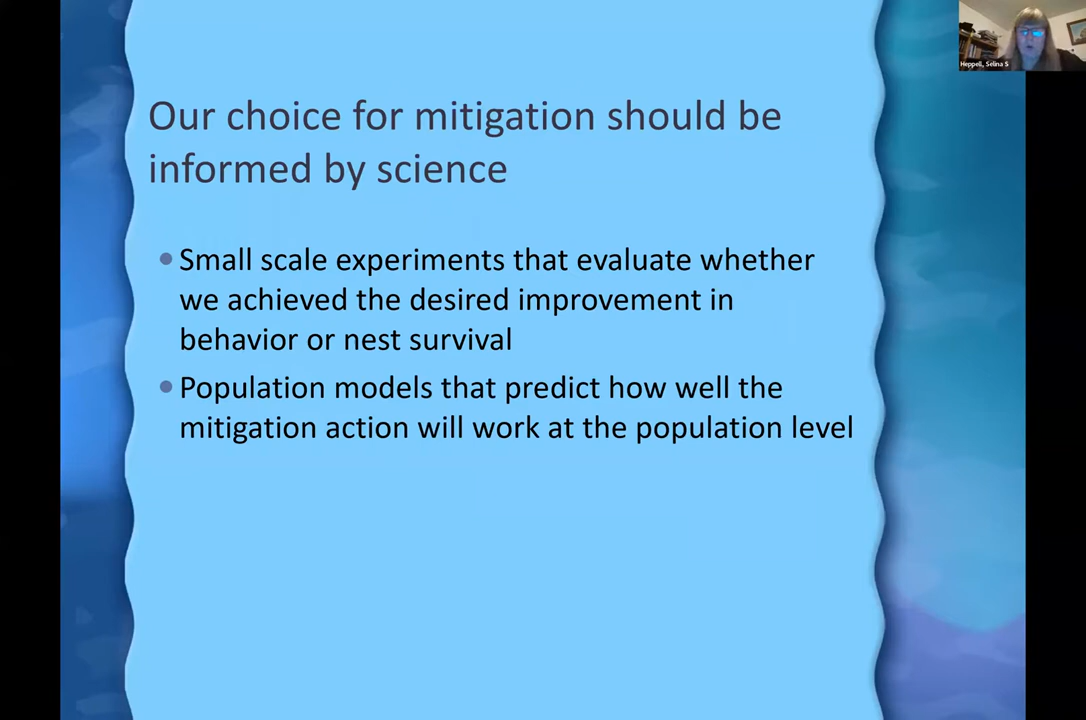 Heppell, Selina S
Our choice for mitigation should be
informed by science
• Small scale experiments that evaluate whether
we achieved the desired improvement in
behavior or nest survival
• Population models that predict how well the
mitigation action will work at the population level